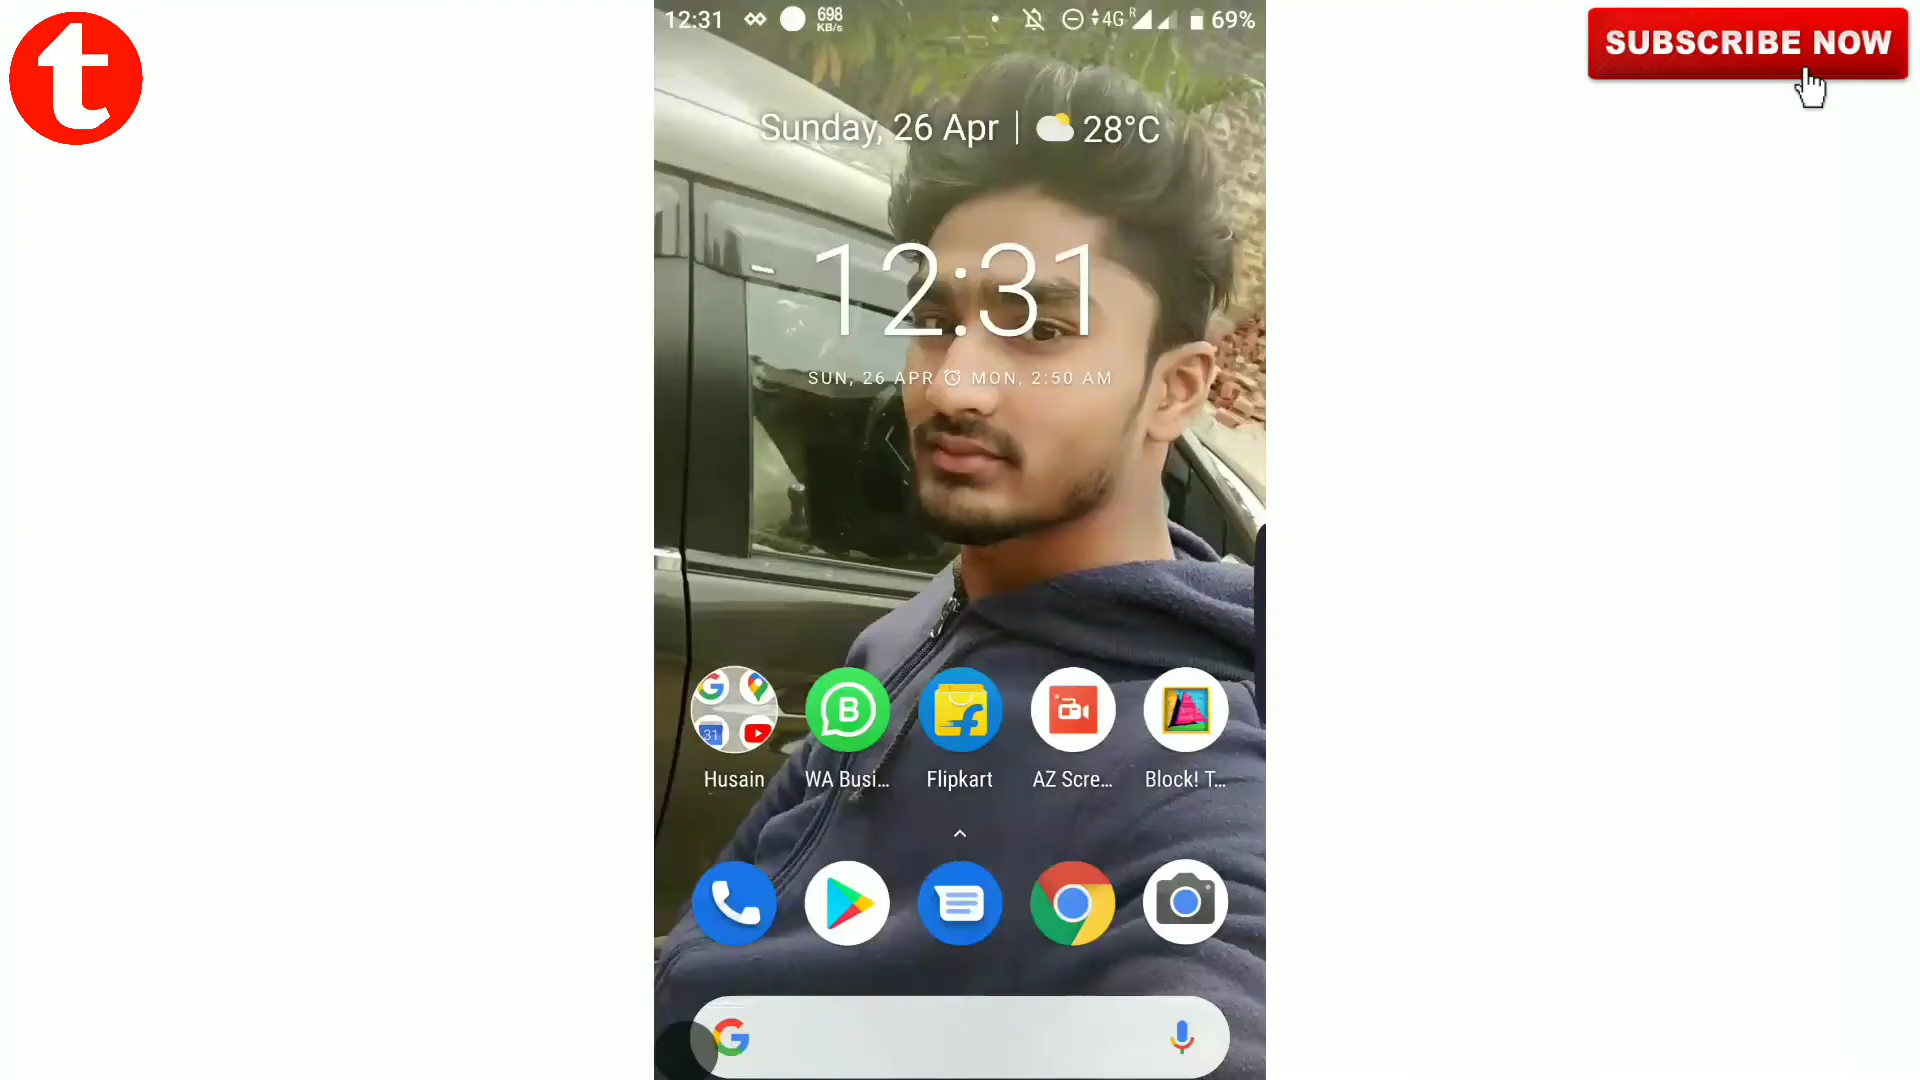 t
12:31 698 KB/s 4G R 69%
SUBSCRIBE NOW
Sunday, 26 Apr | 28°C
12:31
SUN, 26 APR MON, 2:50 AM
31
B
Husain WA Busi... Flipkart AZ Scre... Block! T...
G